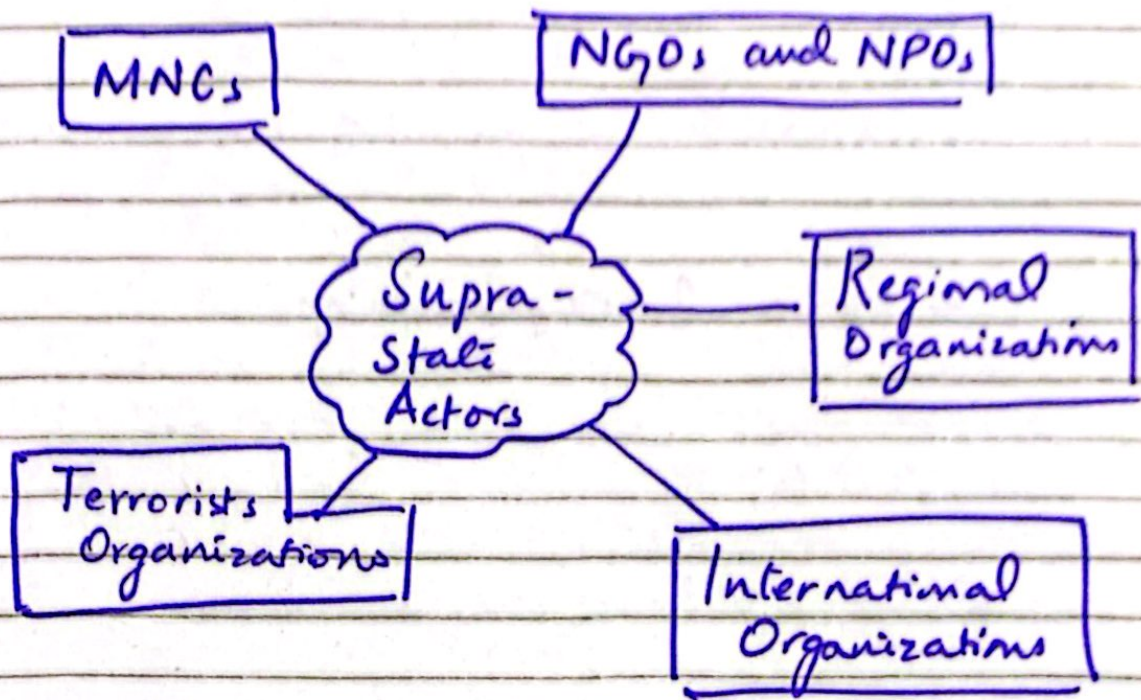 MNCs
NGOs and NPOs
Supra-
State
Actors
Regional
Organizations
Terrorists
Organizations
International
Organizations